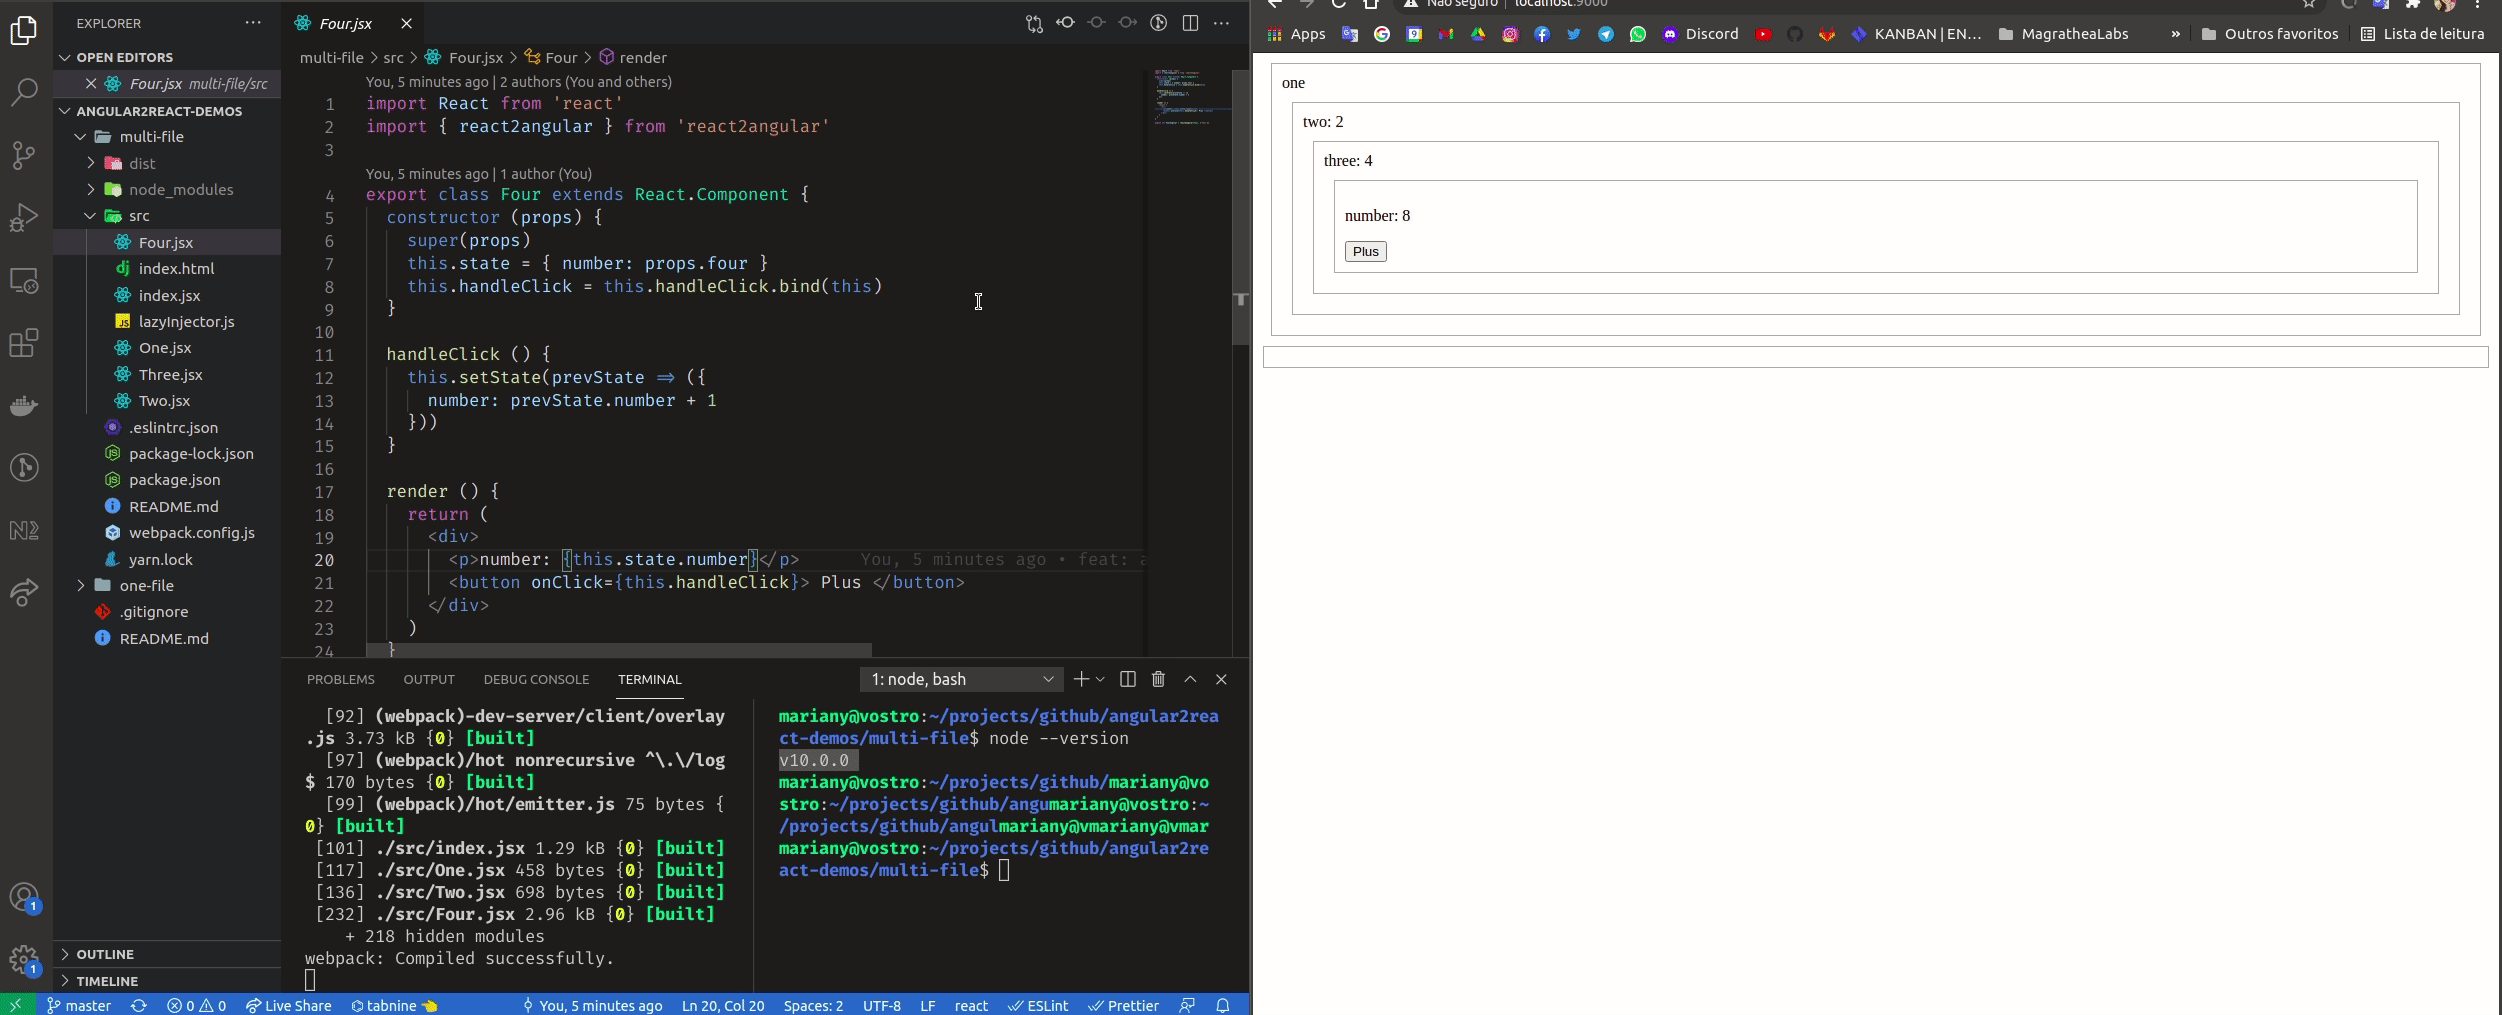 EXPLORER
OPEN EDITORS
Four.jsx multi-file/src
ANGULAR2REACT-DEMOS
multi-file
dist
node_modules
src
Four.jsx
index.html
index.jsx
lazyInjector.js
One.jsx
Three.jsx
Two.jsx
.eslintrc.json
package-lock.json
package.json
README.md
webpack.config.js
yarn.lock
one-file
.gitignore
README.md
OUTLINE
TIMELINE
Four.jsx
multi-file > src > Four.jsx > Four > render
You, 5 minutes ago | 2 authors (You and others)
1 import React from 'react'
2 import { react2angular } from 'react2angular'
3
You, 5 minutes ago | 1 author (You)
4 export class Four extends React.Component {
5 constructor (props) {
6 super(props)
7 this.state = { number: props.four }
8 this.handleClick = this.handleClick.bind(this)
9 }
10
11 handleClick () {
12 this.setState(prevState => ({
13 number: prevState.number + 1
14 }))
15 }
16
17 render () {
18 return (
19 <div>
20 <p>number: {this.state.number}</p> You, 5 minutes ago • feat: a
21 <button onClick={this.handleClick}> Plus </button>
22 </div>
23 )
24 }
PROBLEMS OUTPUT DEBUG CONSOLE TERMINAL 1: node, bash
[92] (webpack)-dev-server/client/overlay
.js 3.73 kB {0} [built]
[97] (webpack)/hot nonrecursive ^\.\/log
$ 170 bytes {0} [built]
[99] (webpack)/hot/emitter.js 75 bytes {
0} [built]
[101] ./src/index.jsx 1.29 kB {0} [built]
[117] ./src/One.jsx 458 bytes {0} [built]
[136] ./src/Two.jsx 698 bytes {0} [built]
[232] ./src/Four.jsx 2.96 kB {0} [built]
+ 218 hidden modules
webpack: Compiled successfully.
mariany@vostro:~/projects/github/angular2rea
ct-demos/multi-file$ node --version
v10.0.0
mariany@vostro:~/projects/github/mariany@vo
stro:~/projects/github/angumariany@vostro:~
/projects/github/angulmariany@vmariany@vmar
mariany@vostro:~/projects/github/angular2re
act-demos/multi-file$
master 0 0 Live Share tabnine You, 5 minutes ago Ln 20, Col 20 Spaces: 2 UTF-8 LF react ESLint Prettier
1
1
Não seguro | localhost:9000
Apps Discord KANBAN | EN... MagratheaLabs » Outros favoritos Lista de leitura
one
two: 2
three: 4
number: 8
Plus